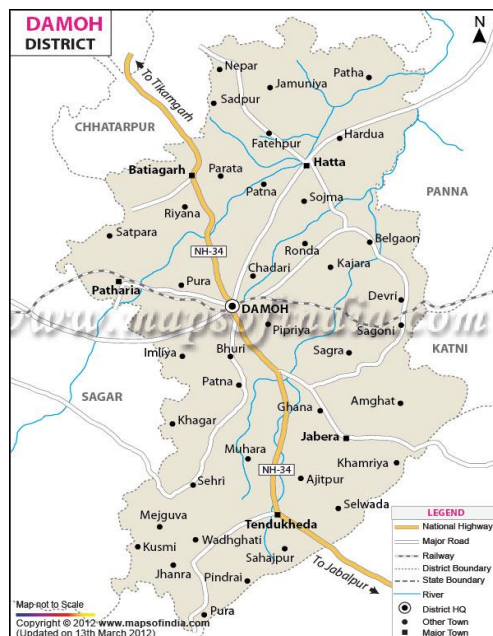 DAMOH
DISTRICT
N
To Tikamgarh
Nepar
Jamuniya
Patha
Sadpur
CHHATARPUR
Fatehpur
Hardua
Hatta
Batiagarh
Parata
Patna
PANNA
Riyana
Sojma
Satpara
Belgaon
NH-34
Ronda
Chadari
Kajara
Patharia
Pura
Devri
DAMOH
www.mapsofindia.com
Pipriya
Sagoni
Imliya
Bhuri
Sagra
KATNI
Patna
SAGAR
Ghana
Amghat
Khagar
Jabera
Muhara
Khamriya
NH-34
Ajitpur
Sehri
Selwada
Mejguva
Tendukheda
Kusmi
Wadhghati
Sahajpur
Jhanra
Pindrai
To Jabalpur
Pura
LEGEND
National Highway
Major Road
Railway
District Boundary
State Boundary
River
District HQ
Other Town
Major Town
Map not to Scale
Copyright © 2012 www.mapsofindia.com
(Updated on 13th March 2012)